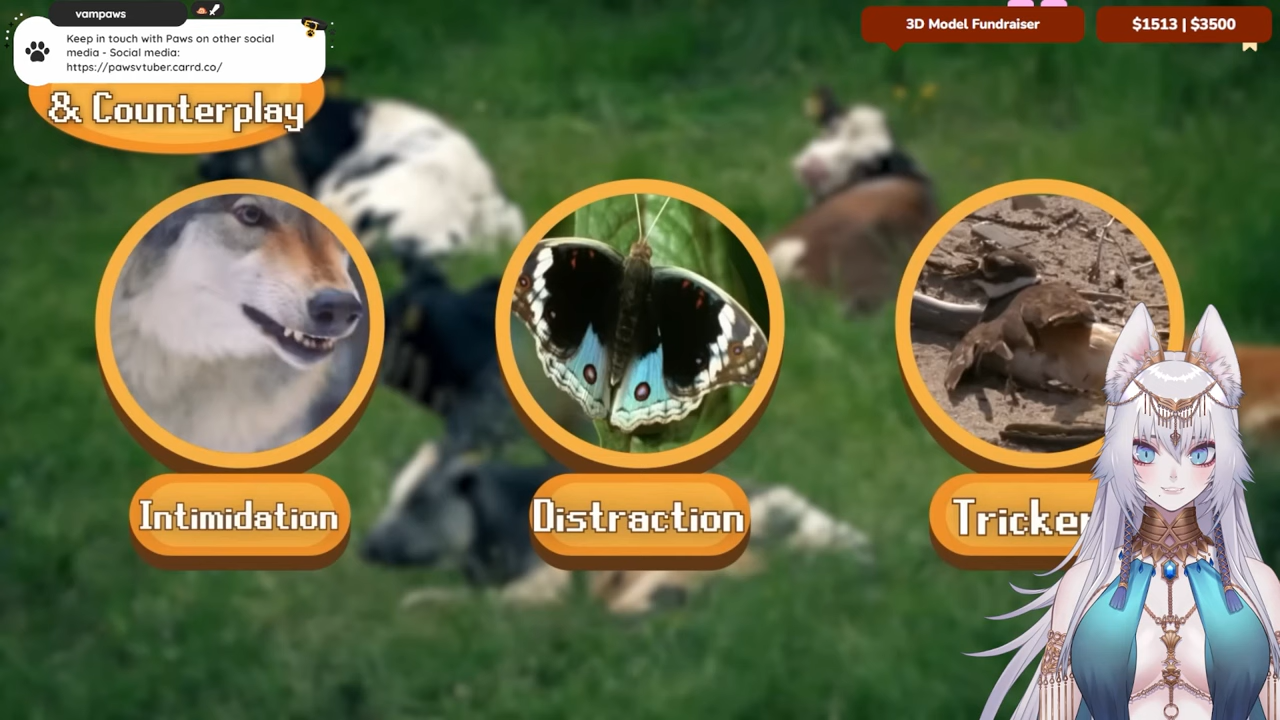 vampaws
Keep in touch with Paws on other social
media - Social media:
https://pawsvtuber.carrd.co/
3D Model Fundraiser
$1513 | $3500
& Counterplay
Intimidation
Distraction